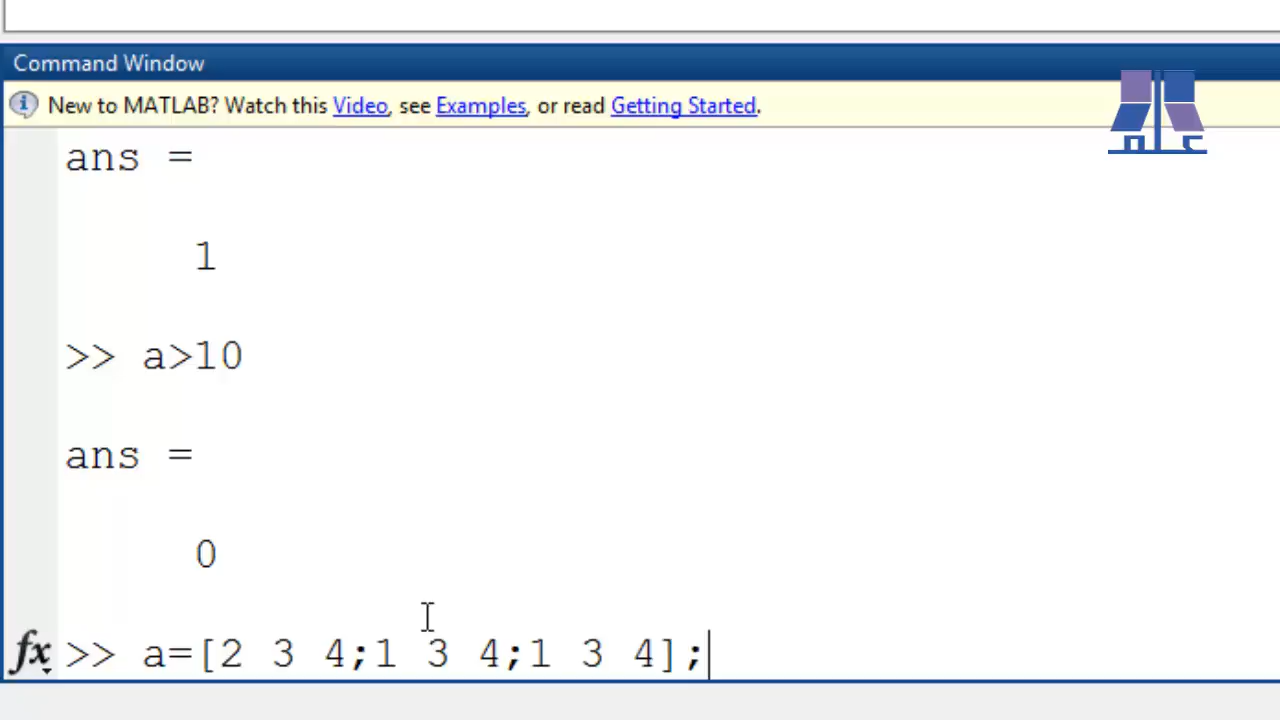 Command Window
New to MATLAB? Watch this Video, see Examples, or read Getting Started.
ans =
1
>> a>10
ans =
0
fx >> a=[2 3 4;1 3 4;1 3 4];